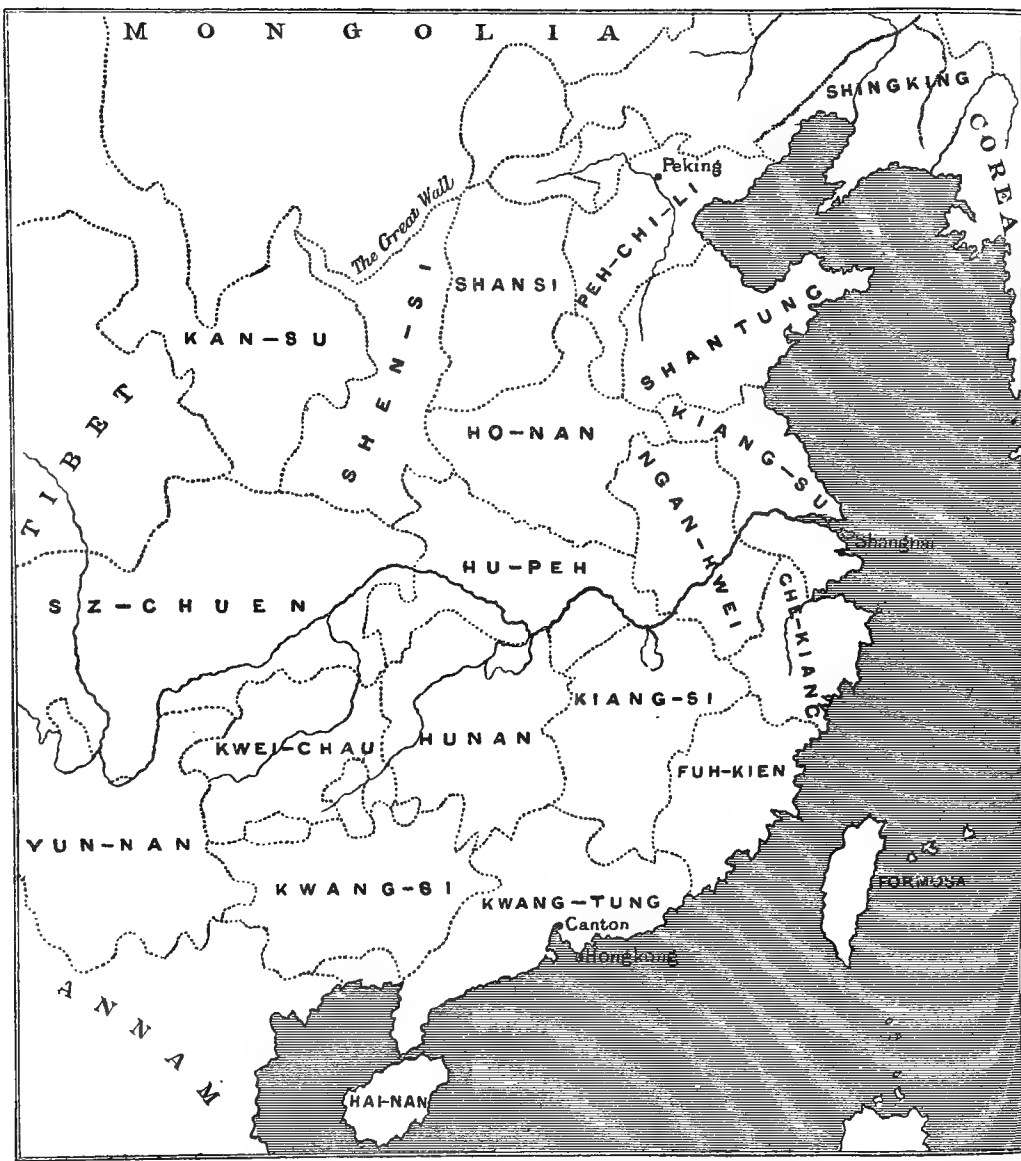 MONGOLIA
SHINGKING
COREA
Peking
The Great Wall
PEH-CHI-LI
SHANSI
SHEN-SI
KAN-SU
SHAN TUNG
TIBET
HO-NAN
KIANG-SU
NGAN-HWEI
Shanghai
HU-PEH
SZ-CHUEN
CHE-KIANG
KIANG-SI
HUNAN
KWEI-CHAU
FUH-KIEN
YUN-NAN
FORMOSA
KWANG-SI
KWANG-TUNG
Canton
Hongkong
ANNAM
HAI-NAN